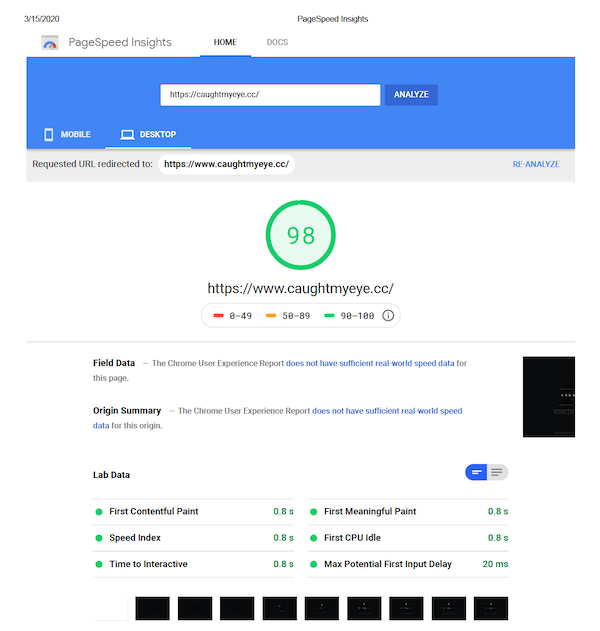 3/15/2020 PageSpeed Insights
PageSpeed Insights HOME DOCS
https://caughtmyeye.cc/ ANALYZE
MOBILE DESKTOP
Requested URL redirected to: https://www.caughtmyeye.cc/ RE-ANALYZE
98
https://www.caughtmyeye.cc/
0–49 50–89 90–100
Field Data — The Chrome User Experience Report does not have sufficient real-world speed data for
this page.
Origin Summary — The Chrome User Experience Report does not have sufficient real-world speed
data for this origin.
Lab Data
First Contentful Paint 0.8 s First Meaningful Paint 0.8 s
Speed Index 0.8 s First CPU Idle 0.8 s
Time to Interactive 0.8 s Max Potential First Input Delay 20 ms